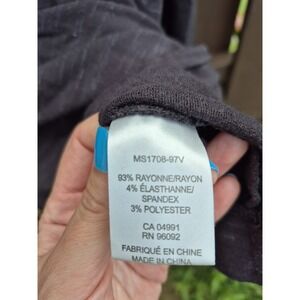 MS1708-97V
93% RAYONNE/RAYON
4% ÉLASTHANNE/
SPANDEX
3% POLYESTER
CA 04991
RN 96092
FABRIQUÉ EN CHINE
MADE IN CHINA